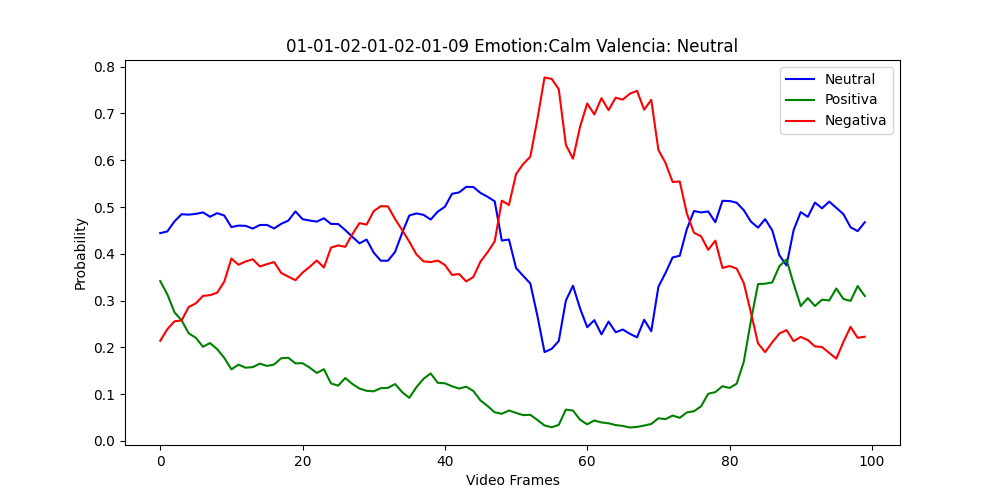 01-01-02-01-02-01-09 Emotion:Calm Valencia: Neutral
Neutral
Positiva
Negativa
Probability
0.8
0.7
0.6
0.5
0.4
0.3
0.2
0.1
0.0
0 20 40 60 80 100
Video Frames